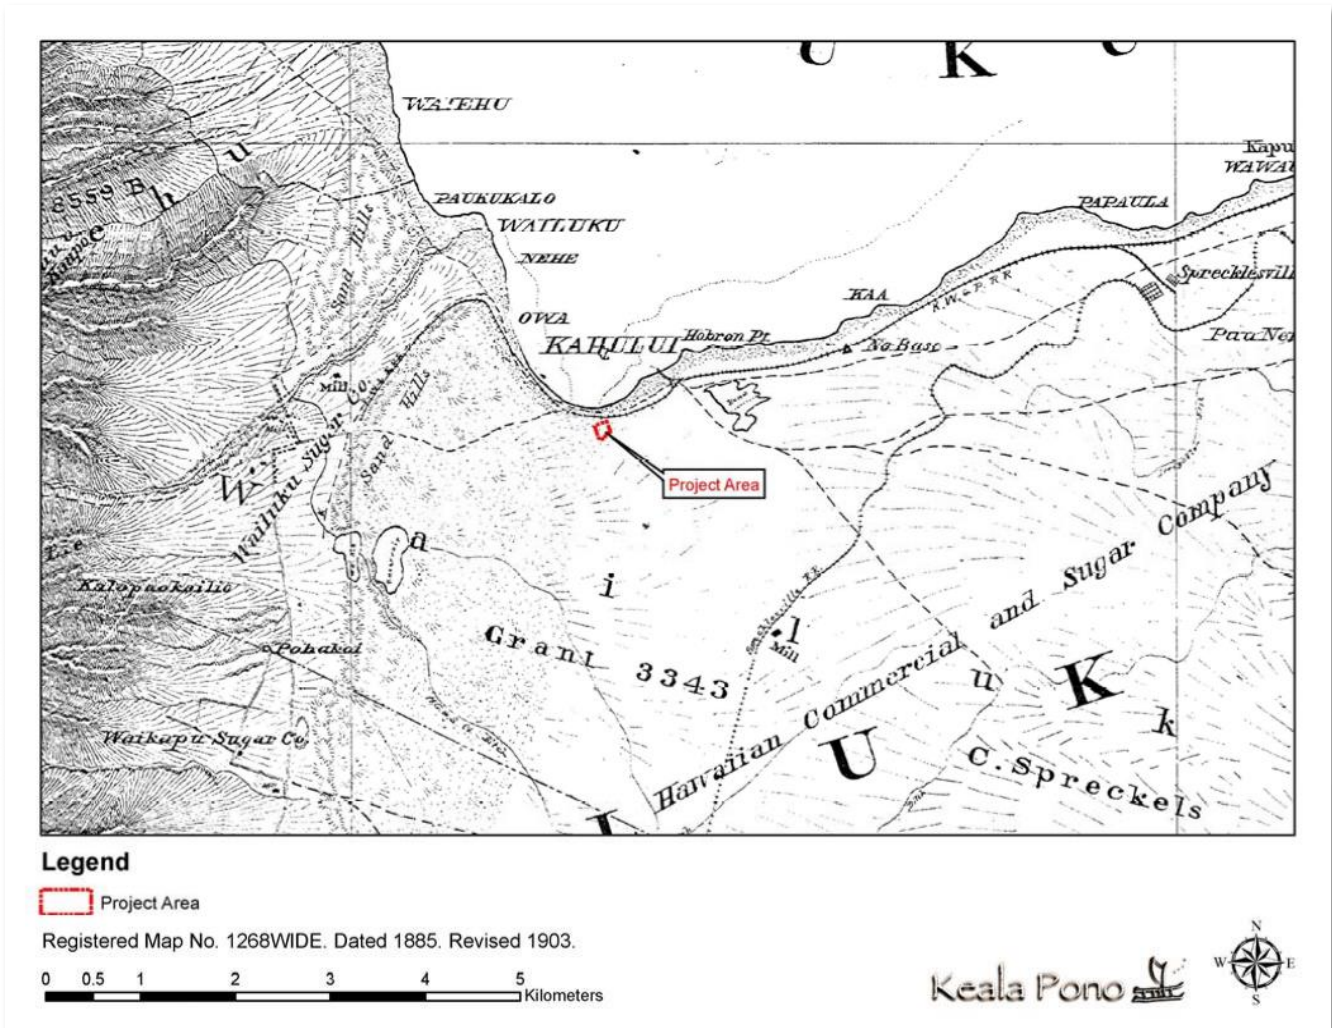 U K U
WAIEHU
Kapu
WAWAU
8559 B
h u
e
PAUKUKALO
PAPAULA
WAILUKU
Sand Hills
NEHE
Sprecklesvill
KAA
K.W.&P.R.R
OWA
KAHULUI
Hobron Pt.
No Base
Mill
Sand Hills
Project Area
W
Wailuku Sugar Co.
a
i
l
u
k
Kalopaokailio
Pohakoi
Grant 3343
Mill
Hawaiian Commercial and Sugar Company
U K
I
C. Spreckels
Waikapu Sugar Co.
Legend
Project Area
Registered Map No. 1268WIDE. Dated 1885. Revised 1903.
0 0.5 1 2 3 4 5
Kilometers
Keala Pono
N
W E
S